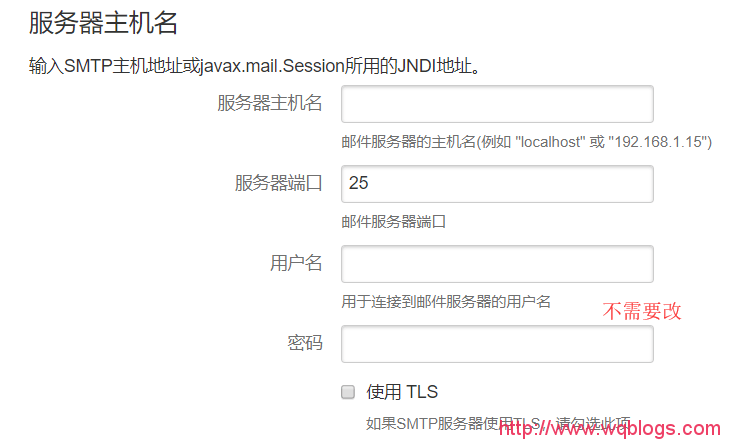 服务器主机名
输入SMTP主机地址或javax.mail.Session所用的JNDI地址。
服务器主机名
邮件服务器的主机名(例如 "localhost" 或 "192.168.1.15")
服务器端口 25
邮件服务器端口
用户名
用于连接到邮件服务器的用户名
不需要改
密码
使用 TLS
如果SMTP服务器使用TLS，请勾选此项
http://www.wqblogs.com